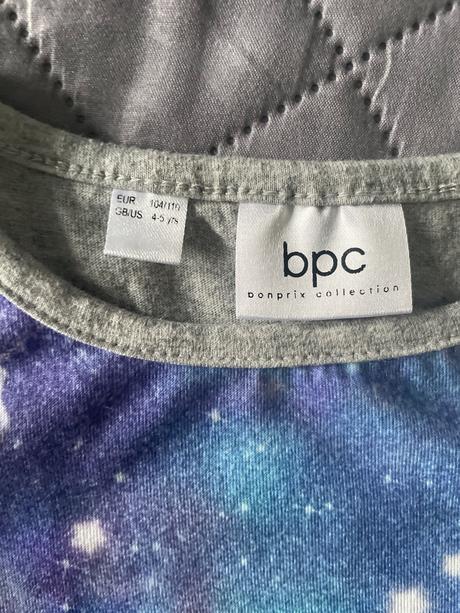 EUR 104/110
GB/US 4-5 yrs
bpc
bonprix collection